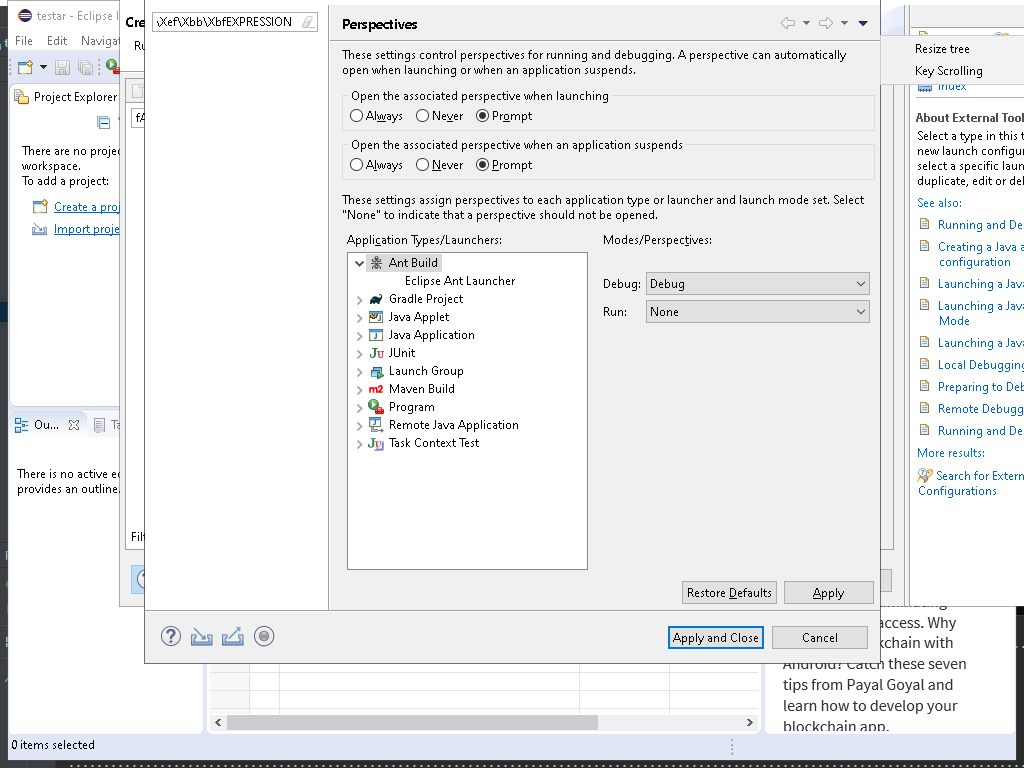 testar - Eclipse I
File Edit Navigat
Project Explorer
There are no proje
workspace.
To add a project:
Create a proj
Import proje
Ou...
Ta
There is no active ed
provides an outline.
0 items selected
Cre
Ru
fA
Filt
\Xef\Xbb\XbfEXPRESSION
Perspectives
These settings control perspectives for running and debugging. A perspective can automatically
open when launching or when an application suspends.
Open the associated perspective when launching
Always Never Prompt
Open the associated perspective when an application suspends
Always Never Prompt
These settings assign perspectives to each application type or launcher and launch mode set. Select
"None" to indicate that a perspective should not be opened.
Application Types/Launchers:
Ant Build
Eclipse Ant Launcher
Gradle Project
Java Applet
Java Application
JUnit
Launch Group
Maven Build
Program
Remote Java Application
Task Context Test
Modes/Perspectives:
Debug: Debug
Run: None
Restore Defaults Apply
Apply and Close Cancel
Resize tree
Key Scrolling
Index
About External Tool
Select a type in this t
new launch configur
select a specific laun
duplicate, edit or del
See also:
Running and De
Creating a Java a
configuration
Launching a Java
Launching a Java
Mode
Launching a Java
Local Debugging
Preparing to Deb
Remote Debugg
Running and De
More results:
Search for Extern
Configurations
access. Why
kchain with
Android? Catch these seven
tips from Payal Goyal and
learn how to develop your
blockchain app.